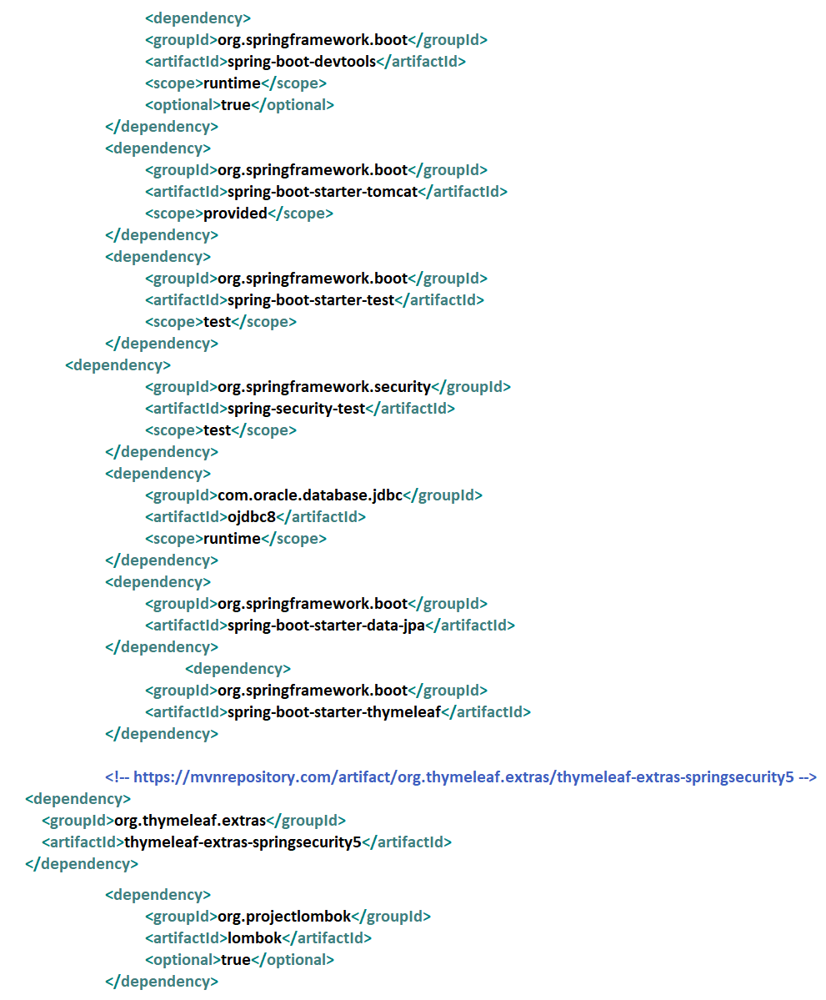 <dependency>
<groupId>org.springframework.boot</groupId>
<artifactId>spring-boot-devtools</artifactId>
<scope>runtime</scope>
<optional>true</optional>
</dependency>
<dependency>
<groupId>org.springframework.boot</groupId>
<artifactId>spring-boot-starter-tomcat</artifactId>
<scope>provided</scope>
</dependency>
<dependency>
<groupId>org.springframework.boot</groupId>
<artifactId>spring-boot-starter-test</artifactId>
<scope>test</scope>
</dependency>
<dependency>
<groupId>org.springframework.security</groupId>
<artifactId>spring-security-test</artifactId>
<scope>test</scope>
</dependency>
<dependency>
<groupId>com.oracle.database.jdbc</groupId>
<artifactId>ojdbc8</artifactId>
<scope>runtime</scope>
</dependency>
<dependency>
<groupId>org.springframework.boot</groupId>
<artifactId>spring-boot-starter-data-jpa</artifactId>
</dependency>
<dependency>
<groupId>org.springframework.boot</groupId>
<artifactId>spring-boot-starter-thymeleaf</artifactId>
</dependency>
<!-- https://mvnrepository.com/artifact/org.thymeleaf.extras/thymeleaf-extras-springsecurity5 -->
<dependency>
<groupId>org.thymeleaf.extras</groupId>
<artifactId>thymeleaf-extras-springsecurity5</artifactId>
</dependency>
<dependency>
<groupId>org.projectlombok</groupId>
<artifactId>lombok</artifactId>
<optional>true</optional>
</dependency>